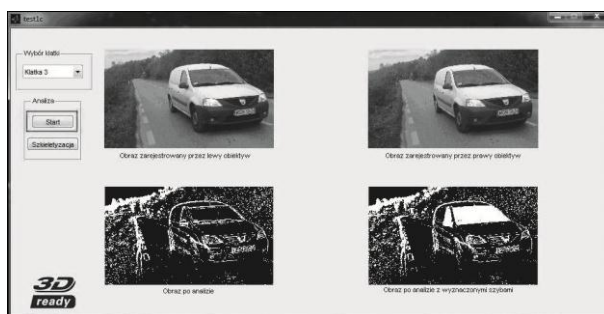 test1c
Wybór klatki
Klatka 3
Analiza
Start
Szkieletyzacja
Obraz zarejestrowany przez lewy obiektyw
Obraz zarejestrowany przez prawy obiektyw
Obraz po analizie
Obraz po analizie z wyznaczonymi szybami
3D
ready